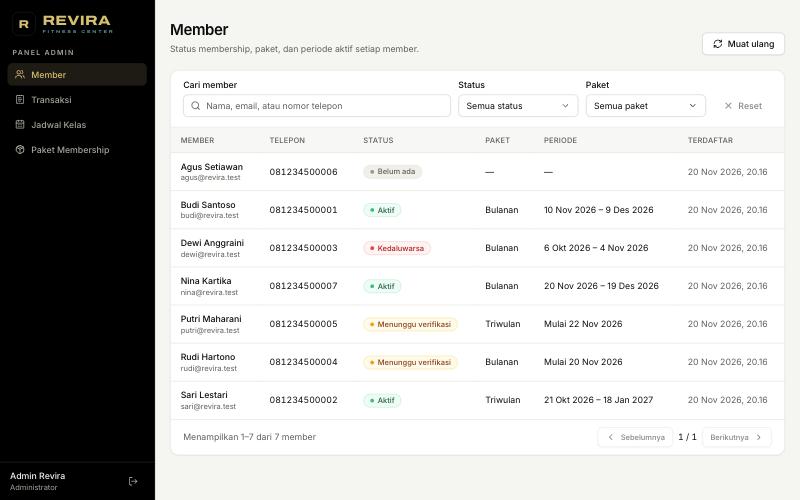 R REVIRA
FITNESS CENTER
PANEL ADMIN
Member
Transaksi
Jadwal Kelas
Paket Membership
Admin Revira
Administrator
Member
Status membership, paket, dan periode aktif setiap member.
Muat ulang
Cari member Status Paket
Nama, email, atau nomor telepon Semua status Semua paket Reset
MEMBER TELEPON STATUS PAKET PERIODE TERDAFTAR
Agus Setiawan
agus@revira.test
081234500006 Belum ada — — 20 Nov 2026, 20.16
Budi Santoso
budi@revira.test
081234500001 Aktif Bulanan 10 Nov 2026 – 9 Des 2026 20 Nov 2026, 20.16
Dewi Anggraini
dewi@revira.test
081234500003 Kedaluwarsa Bulanan 6 Okt 2026 – 4 Nov 2026 20 Nov 2026, 20.16
Nina Kartika
nina@revira.test
081234500007 Aktif Bulanan 20 Nov 2026 – 19 Des 2026 20 Nov 2026, 20.16
Putri Maharani
putri@revira.test
081234500005 Menunggu verifikasi Triwulan Mulai 22 Nov 2026 20 Nov 2026, 20.16
Rudi Hartono
rudi@revira.test
081234500004 Menunggu verifikasi Bulanan Mulai 20 Nov 2026 20 Nov 2026, 20.16
Sari Lestari
sari@revira.test
081234500002 Aktif Triwulan 21 Okt 2026 – 18 Jan 2027 20 Nov 2026, 20.16
Menampilkan 1–7 dari 7 member Sebelumnya 1 / 1 Berikutnya